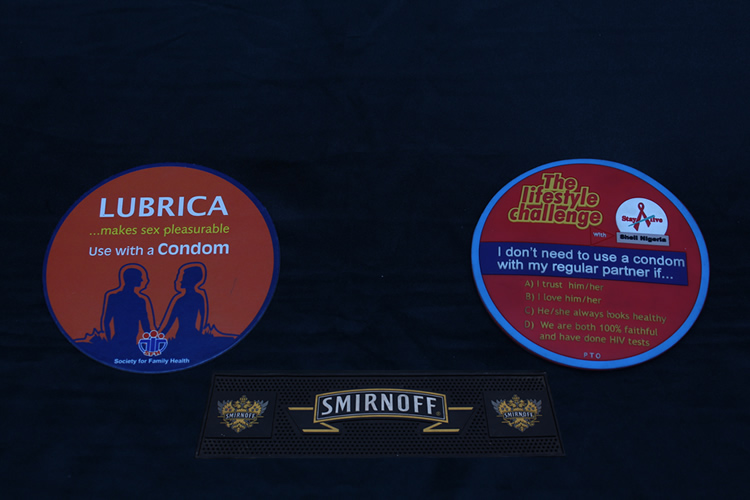 LUBRICA
...makes sex pleasurable
Use with a Condom
Society for Family Health
The
lifestyle
challenge
with
Stay Alive
Shell Nigeria
I don't need to use a condom
with my regular partner if...
A) I trust him/her
B) I love him/her
C) He/she always looks healthy
D) We are both 100% faithful
and have done HIV tests
PTO
SMIRNOFF
SMIRNOFF
SMIRNOFF